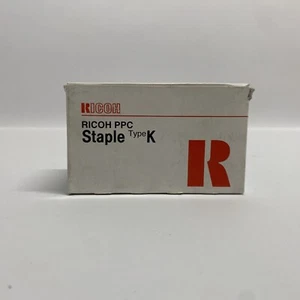 RICOH
RICOH PPC
Staple Type K
R